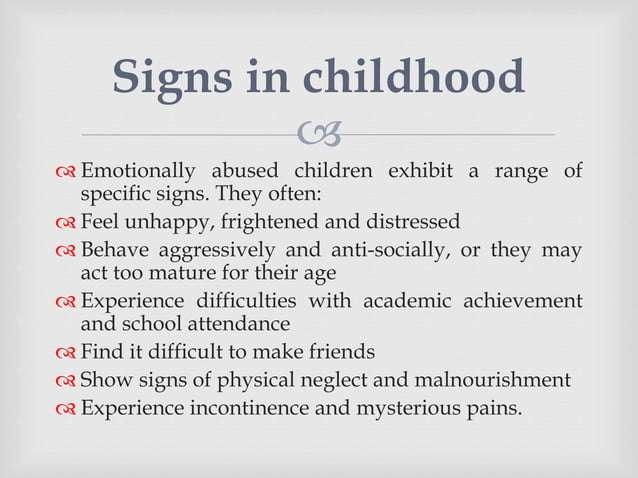 Signs in childhood
Emotionally abused children exhibit a range of
specific signs. They often:
Feel unhappy, frightened and distressed
Behave aggressively and anti-socially, or they may
act too mature for their age
Experience difficulties with academic achievement
and school attendance
Find it difficult to make friends
Show signs of physical neglect and malnourishment
Experience incontinence and mysterious pains.